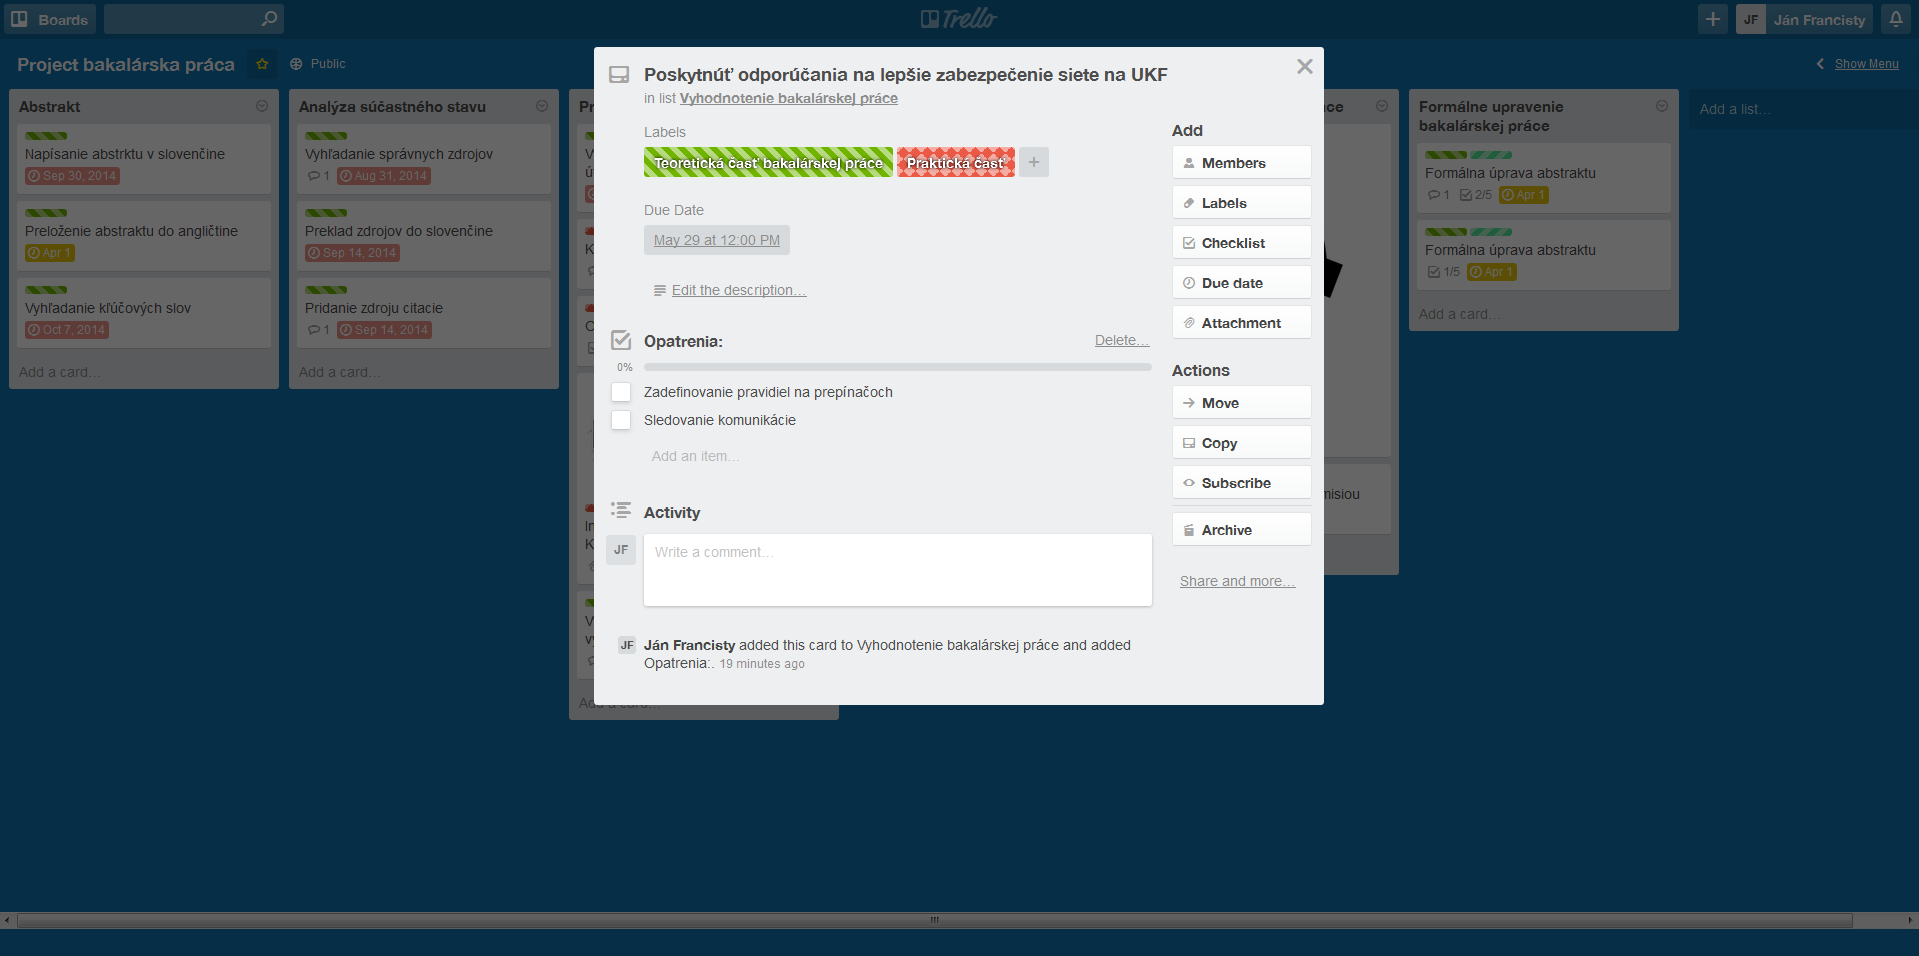 Boards
Trello
JF
Ján Francisty
Project bakalárska práca
Public
Show Menu
Abstrakt
Napísanie abstrktu v slovenčine
Sep 30, 2014
Preloženie abstraktu do angličtine
Apr 1
Vyhľadanie kľúčových slov
Oct 7, 2014
Add a card…
Analýza súčastného stavu
Vyhľadanie správnych zdrojov
1 Aug 31, 2014
Preklad zdrojov do slovenčine
Sep 14, 2014
Pridanie zdroju citacie
1 Sep 14, 2014
Add a card…
Add a card…
Poskytnúť odporúčania na lepšie zabezpečenie siete na UKF
in list Vyhodnotenie bakalárskej práce
Labels
Teoretická časť bakalárskej práce
Praktická časť
Due Date
May 29 at 12:00 PM
Edit the description…
Opatrenia:
Delete…
0%
Zadefinovanie pravidiel na prepínačoch
Sledovanie komunikácie
Add an item…
Activity
JF
Write a comment…
JF
Ján Francisty added this card to Vyhodnotenie bakalárskej práce and added
Opatrenia:. 19 minutes ago
Add
Members
Labels
Checklist
Due date
Attachment
Actions
Move
Copy
Subscribe
Archive
Share and more…
Formálne upravenie
bakalárskej práce
Formálna úprava abstraktu
1 2/5 Apr 1
Formálna úprava abstraktu
1/5 Apr 1
Add a card…
Add a list…